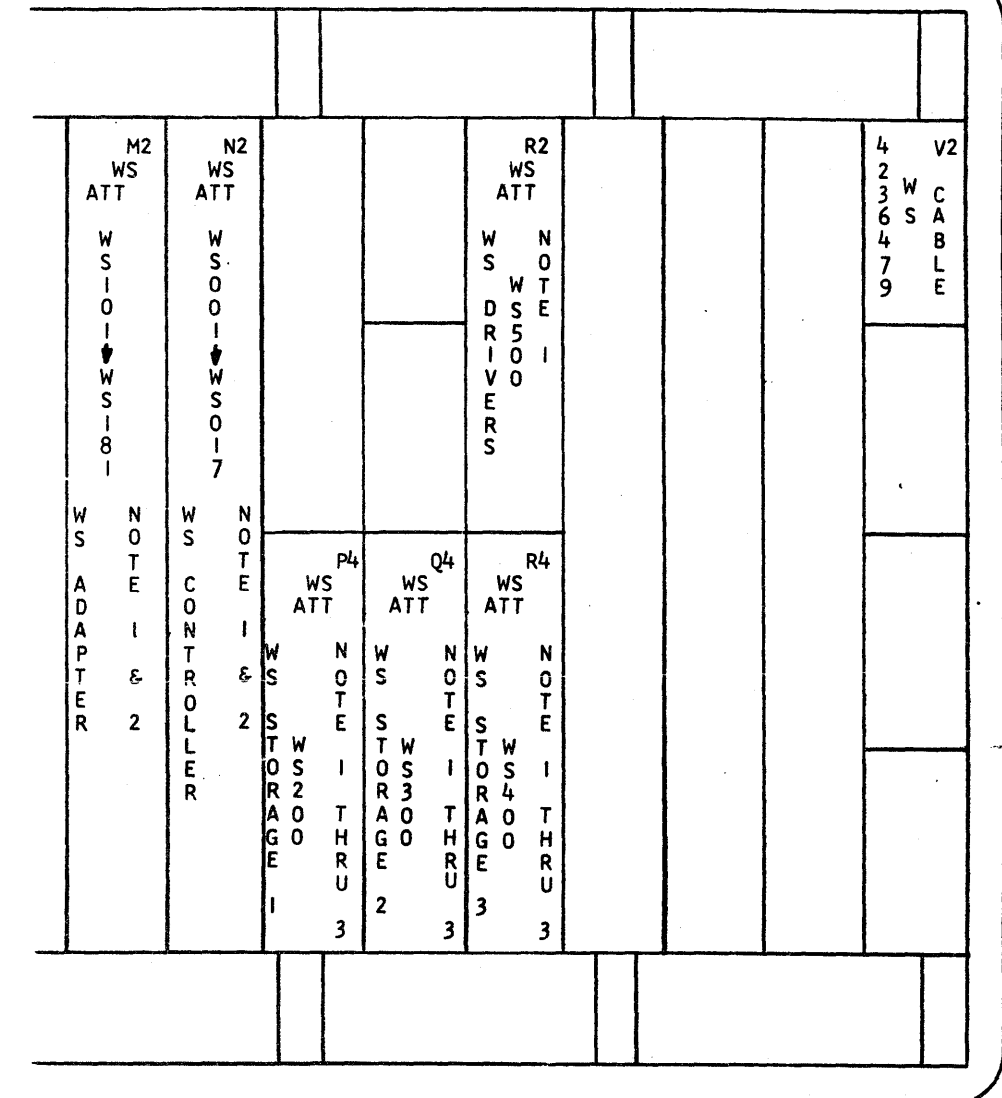 M2
WS
ATT
WS101▼WS181
WS ADAPTER
NOTE 1 & 2
N2
WS
ATT
WS001▼WS017
WS CONTROLLER
NOTE 1 & 2
P4
WS
ATT
WS STORAGE 1
WS200
NOTE 1 THRU 3
Q4
WS
ATT
WS STORAGE 2
WS300
NOTE 1 THRU 3
R2
WS
ATT
WS DRIVERS
WS500
NOTE 1
R4
WS
ATT
WS STORAGE 3
WS400
NOTE 1 THRU 3
V2
4236479
WS
CABLE